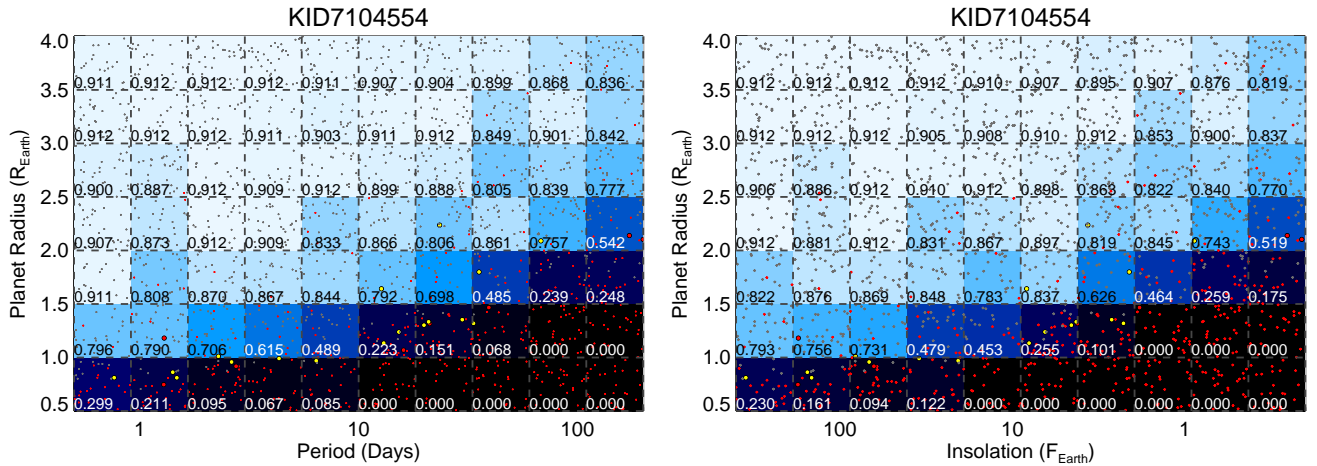 KID7104554
4.0
0.911 0.912 0.912 0.912 0.911 0.907 0.904 0.899 0.868 0.836
3.5
0.912 0.912 0.912 0.911 0.903 0.911 0.912 0.849 0.901 0.842
3.0
0.900 0.887 0.912 0.909 0.912 0.899 0.888 0.805 0.839 0.777
2.5
0.907 0.873 0.912 0.909 0.833 0.866 0.806 0.861 0.757 0.542
2.0
0.911 0.808 0.870 0.867 0.844 0.792 0.698 0.485 0.239 0.248
1.5
0.796 0.790 0.706 0.615 0.489 0.223 0.151 0.068 0.000 0.000
1.0
0.299 0.211 0.095 0.067 0.085 0.000 0.000 0.000 0.000 0.000
0.5
Planet Radius (R_Earth)
1 10 100
Period (Days)
KID7104554
4.0
0.912 0.912 0.912 0.912 0.910 0.907 0.895 0.907 0.876 0.819
3.5
0.912 0.912 0.912 0.905 0.908 0.910 0.912 0.853 0.900 0.837
3.0
0.906 0.886 0.912 0.910 0.912 0.898 0.863 0.822 0.840 0.770
2.5
0.912 0.881 0.912 0.831 0.867 0.897 0.819 0.845 0.743 0.519
2.0
0.822 0.876 0.869 0.848 0.783 0.837 0.626 0.464 0.259 0.175
1.5
0.793 0.756 0.731 0.479 0.453 0.255 0.101 0.000 0.000 0.000
1.0
0.230 0.161 0.094 0.122 0.000 0.000 0.000 0.000 0.000 0.000
0.5
Planet Radius (R_Earth)
100 10 1
Insolation (F_Earth)